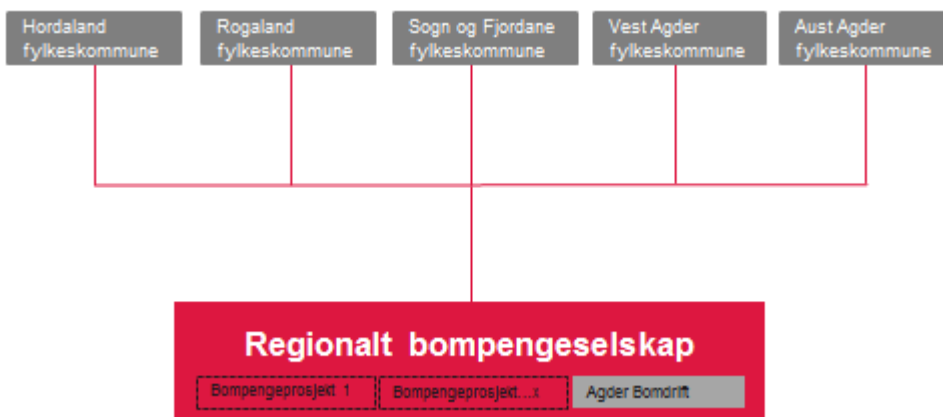 Hordaland
fylkeskommune
Rogaland
fylkeskommune
Sogn og Fjordane
fylkeskommune
Vest Agder
fylkeskommune
Aust Agder
fylkeskommune
Regionalt bompengeselskap
Bompengeprosjekt 1
Bompengeprosjekt...x
Agder Bomdrift